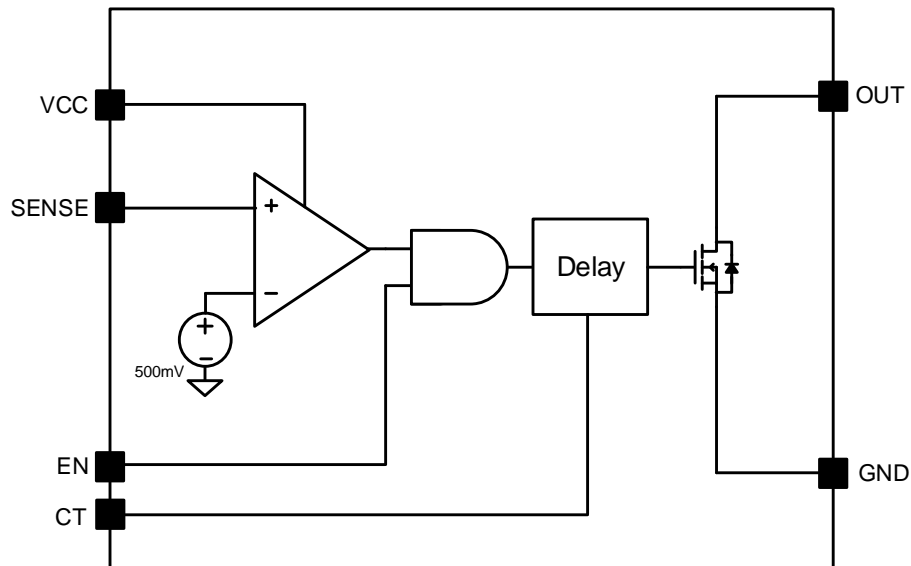 VCC
OUT
SENSE
+
Delay
−
+
−
500mV
EN
GND
CT